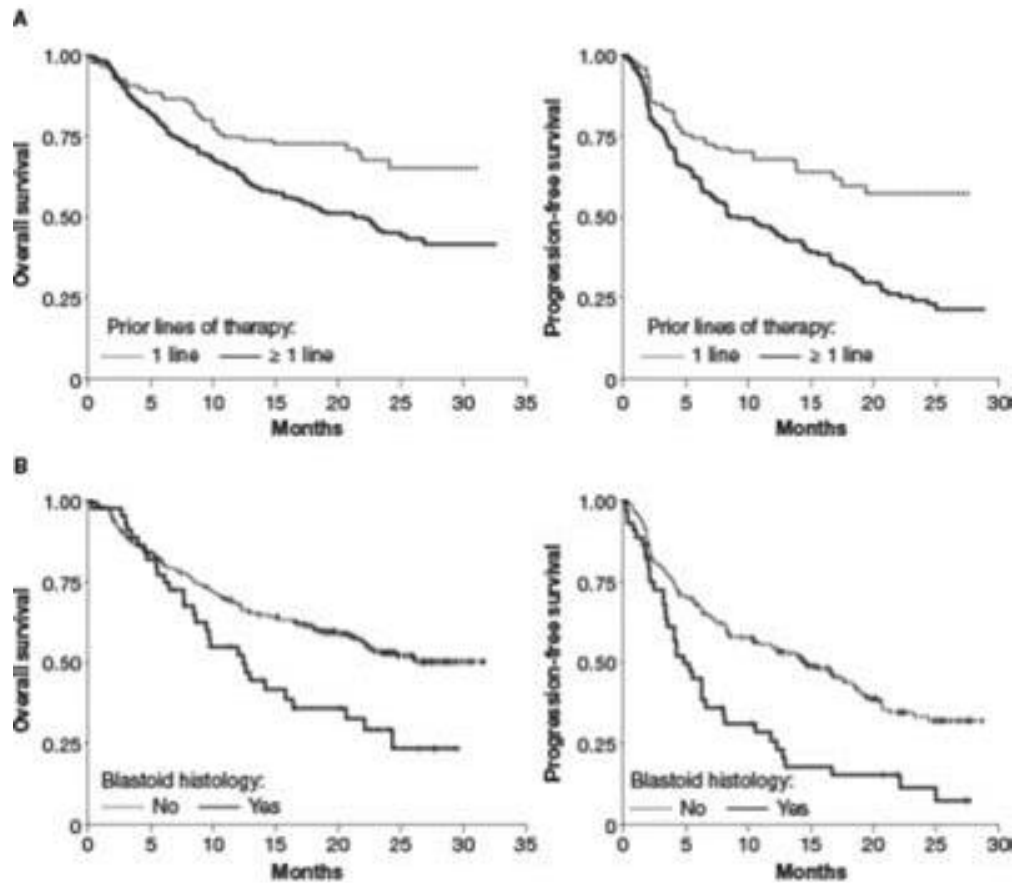 A
1.00
0.75
0.50
0.25
0
Overall survival
Prior lines of therapy:
1 line ≥ 1 line
0 5 10 15 20 25 30 35
Months
1.00
0.75
0.50
0.25
0
Progression-free survival
Prior lines of therapy:
1 line ≥ 1 line
0 5 10 15 20 25 30
Months
B
1.00
0.75
0.50
0.25
0
Overall survival
Blastoid histology:
No Yes
0 5 10 15 20 25 30 35
Months
1.00
0.75
0.50
0.25
0
Progression-free survival
Blastoid histology:
No Yes
0 5 10 15 20 25 30
Months